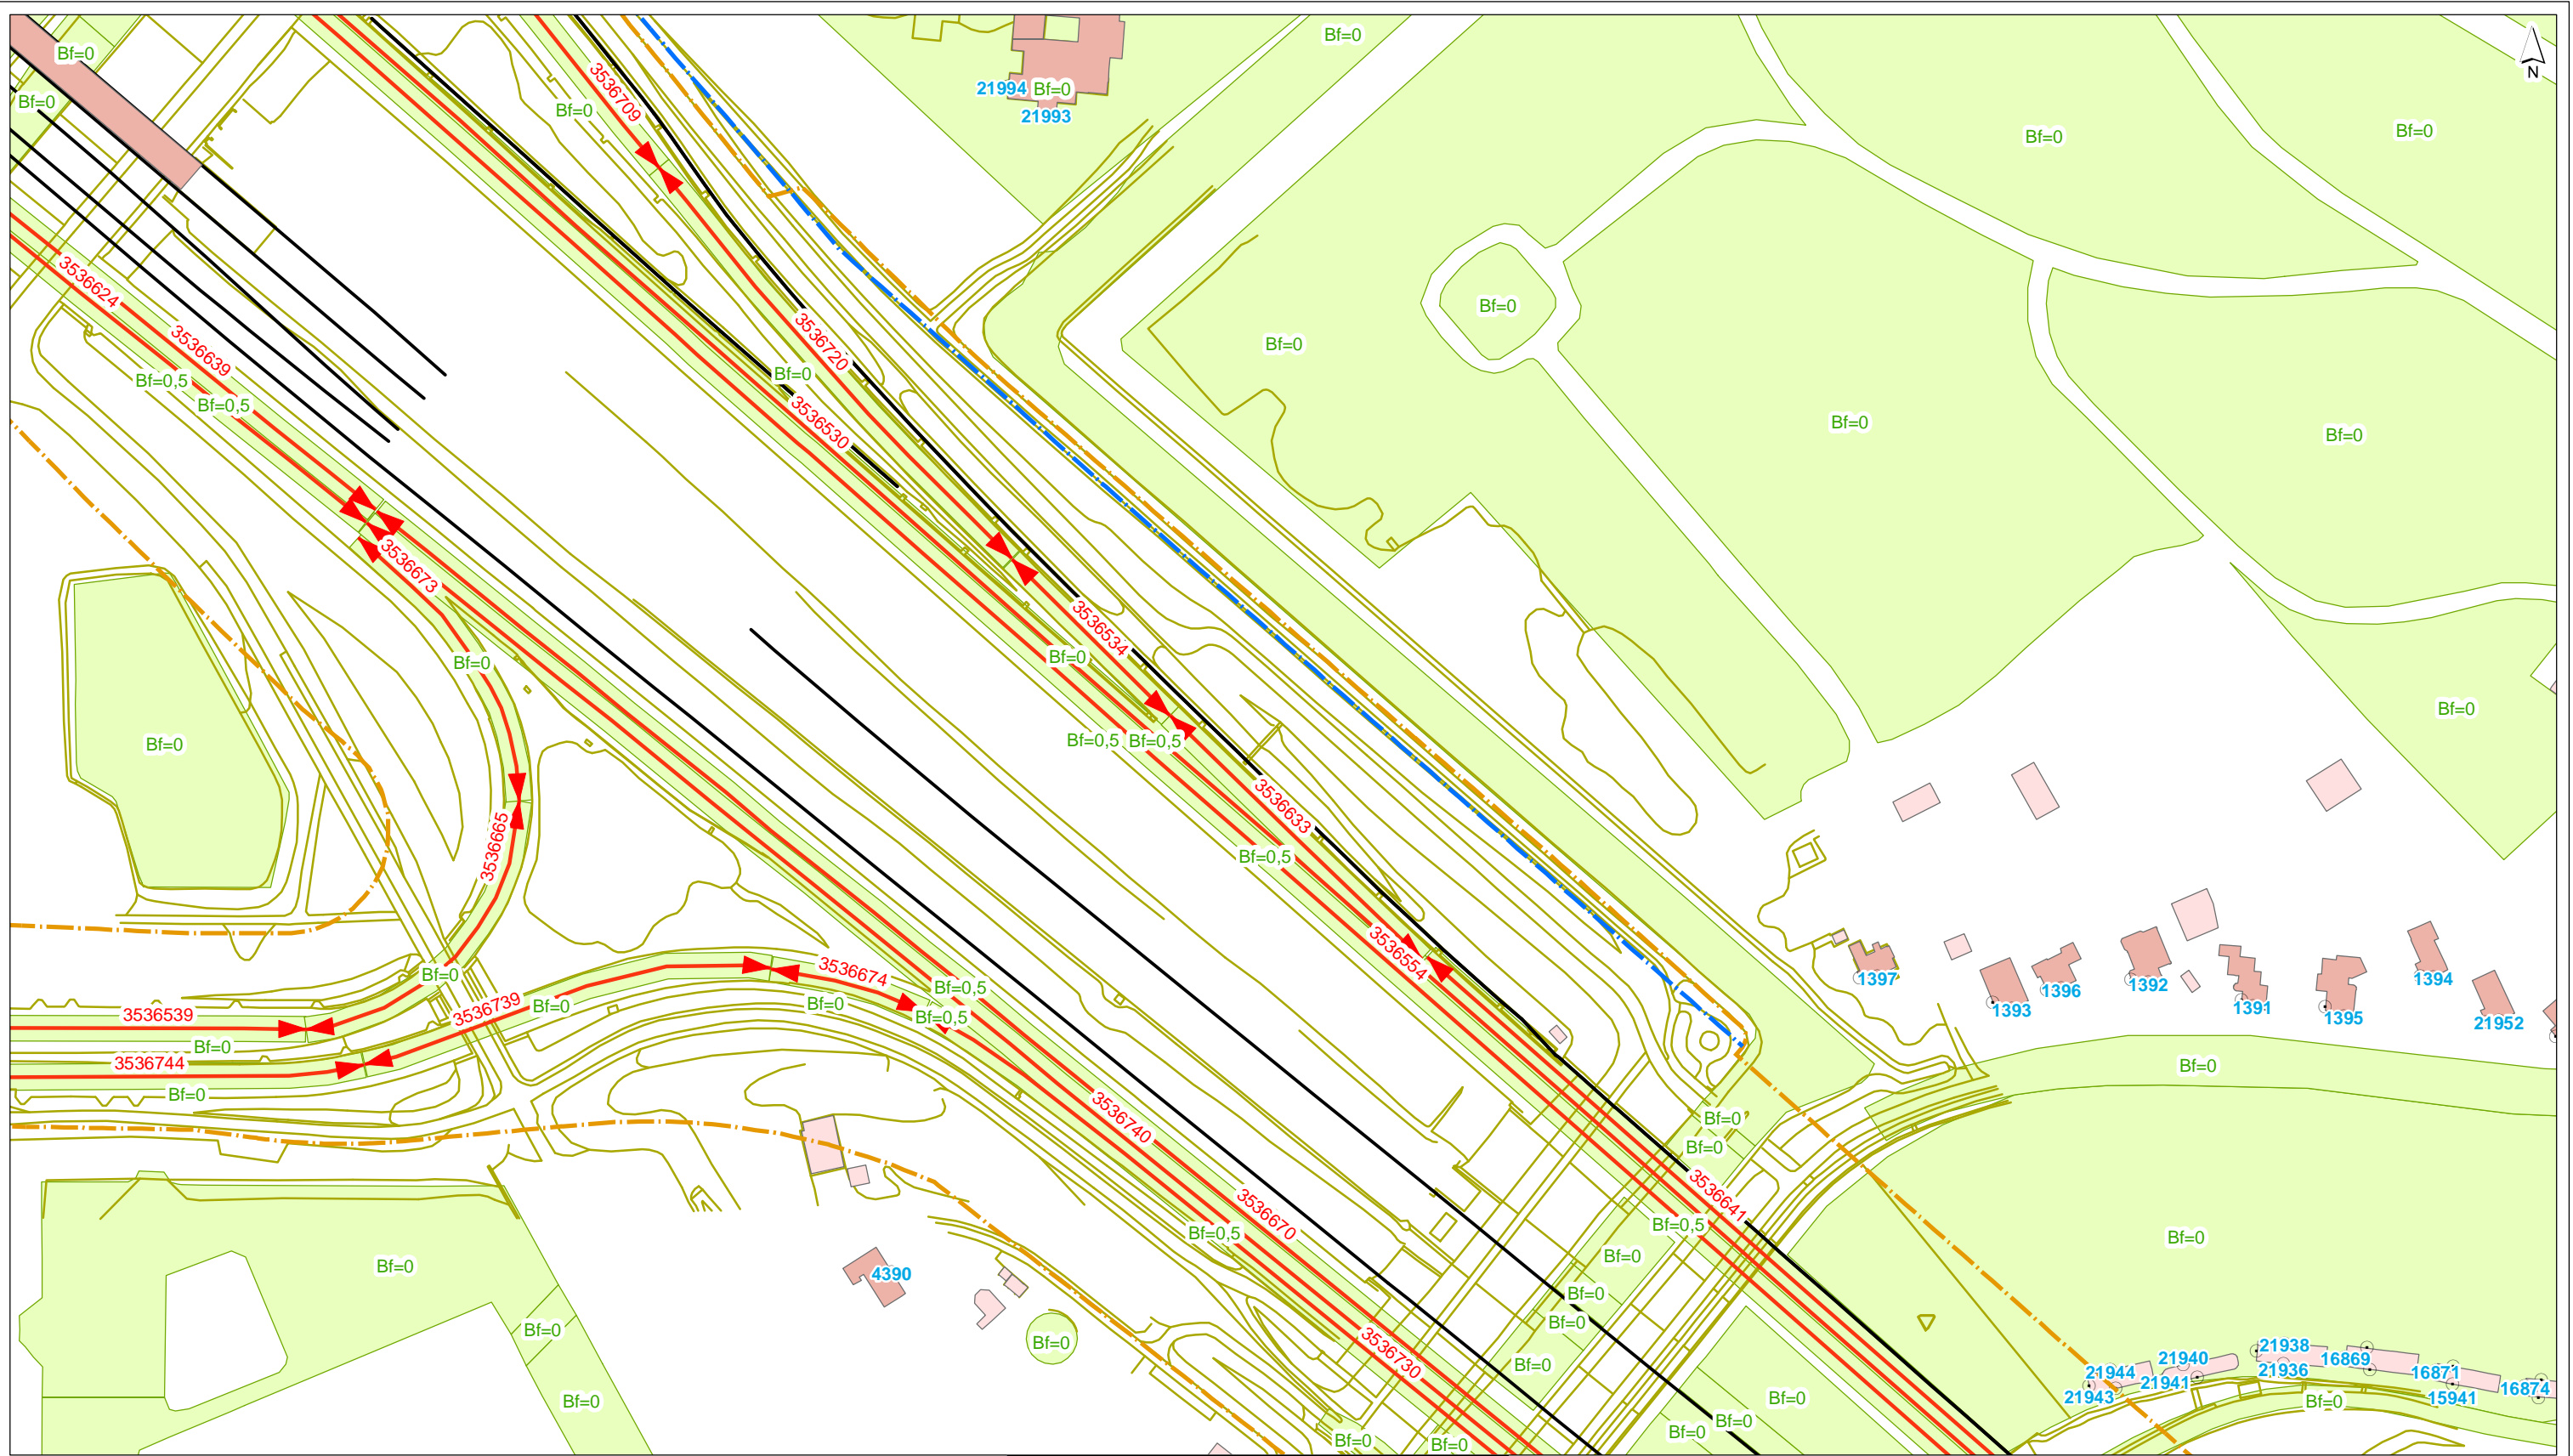 Bf=0
Bf=0
N
Bf=0
21994
Bf=0
21993
3536709
Bf=0
Bf=0
Bf=0
Bf=0
3536624
3536639
Bf=0,5
Bf=0,5
3536720
Bf=0
3536530
Bf=0
Bf=0
Bf=0
Bf=0
3536673
Bf=0
3536534
Bf=0
Bf=0,5
Bf=0,5
Bf=0
Bf=0
3536665
3536633
Bf=0,5
3536554
Bf=0
3536674
Bf=0,5
Bf=0,5
Bf=0
Bf=0
3536739
3536539
Bf=0
3536744
Bf=0
1397
1393
1396
1392
1391
1395
1394
21952
Bf=0
3536740
Bf=0
Bf=0
3536641
3536670
Bf=0,5
Bf=0,5
Bf=0
Bf=0
Bf=0
4390
Bf=0
Bf=0
Bf=0
Bf=0
Bf=0
3536730
Bf=0
Bf=0
Bf=0
Bf=0
Bf=0
Bf=0
21938
21940
21944
21941
21943
21936
16869
16871
15941
16874
Bf=0